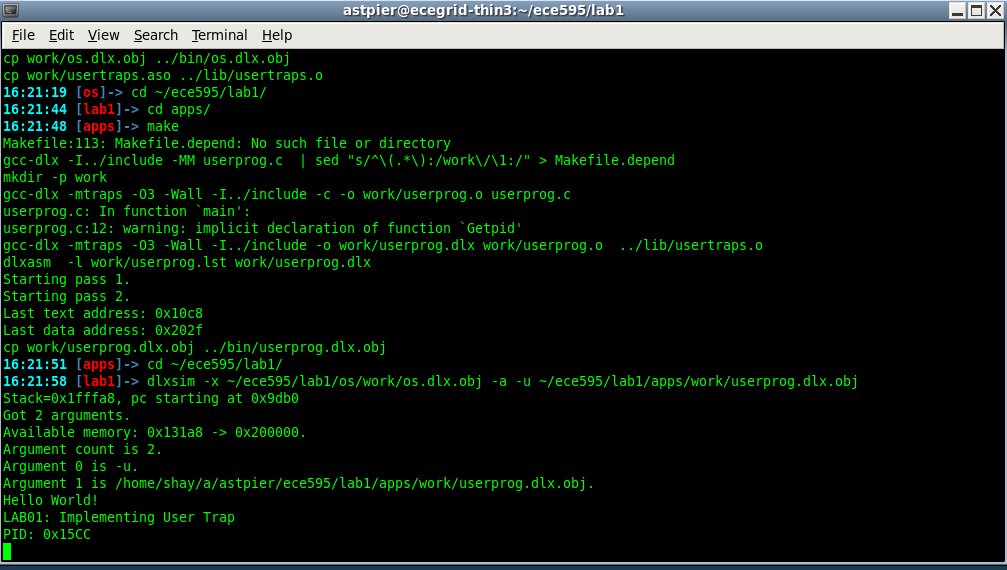 astpier@ecegrid-thin3:~/ece595/lab1
File Edit View Search Terminal Help
cp work/os.dlx.obj ../bin/os.dlx.obj
cp work/usertraps.aso ../lib/usertraps.o
16:21:19 [os]-> cd ~/ece595/lab1/
16:21:44 [lab1]-> cd apps/
16:21:48 [apps]-> make
Makefile:113: Makefile.depend: No such file or directory
gcc-dlx -I../include -MM userprog.c  | sed "s/^\(.*\):/work\/\1:/" > Makefile.depend
mkdir -p work
gcc-dlx -mtraps -O3 -Wall -I../include -c -o work/userprog.o userprog.c
userprog.c: In function `main':
userprog.c:12: warning: implicit declaration of function `Getpid'
gcc-dlx -mtraps -O3 -Wall -I../include -o work/userprog.dlx work/userprog.o  ../lib/usertraps.o
dlxasm  -l work/userprog.lst work/userprog.dlx
Starting pass 1.
Starting pass 2.
Last text address: 0x10c8
Last data address: 0x202f
cp work/userprog.dlx.obj ../bin/userprog.dlx.obj
16:21:51 [apps]-> cd ~/ece595/lab1/
16:21:58 [lab1]-> dlxsim -x ~/ece595/lab1/os/work/os.dlx.obj -a -u ~/ece595/lab1/apps/work/userprog.dlx.obj
Stack=0x1fffa8, pc starting at 0x9db0
Got 2 arguments.
Available memory: 0x131a8 -> 0x200000.
Argument count is 2.
Argument 0 is -u.
Argument 1 is /home/shay/a/astpier/ece595/lab1/apps/work/userprog.dlx.obj.
Hello World!
LAB01: Implementing User Trap
PID: 0x15CC